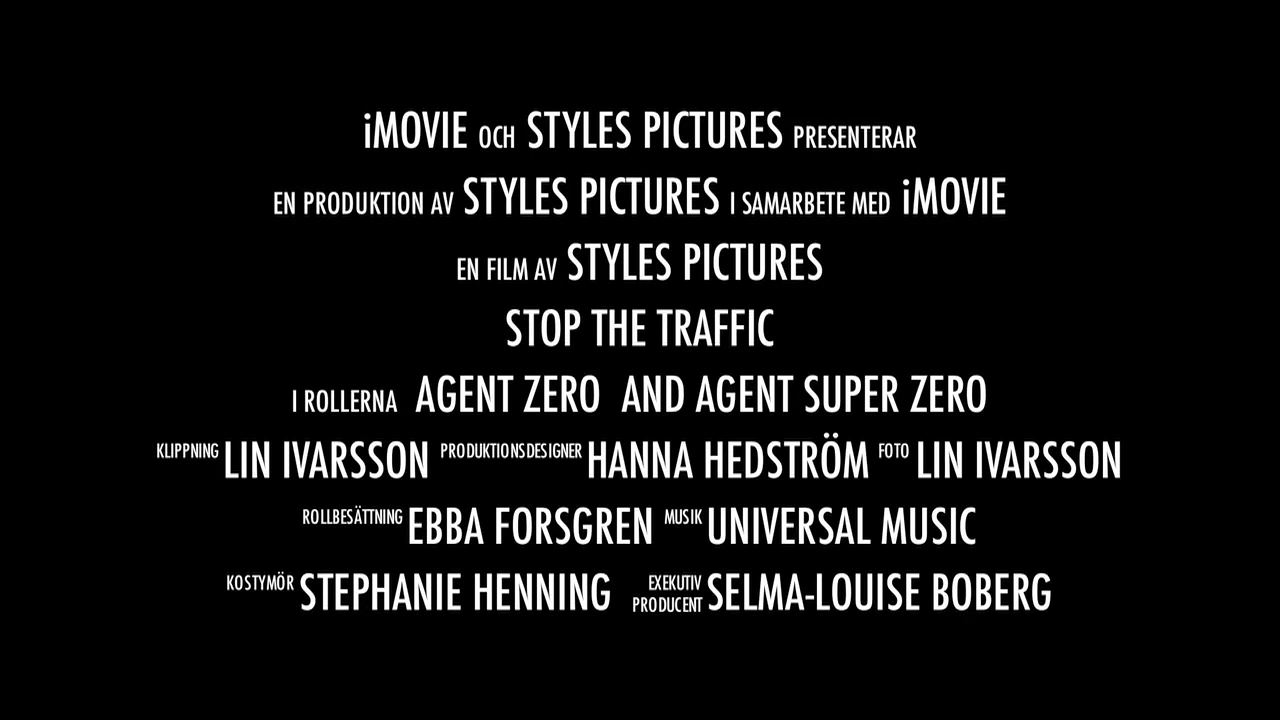 iMOVIE OCH STYLES PICTURES PRESENTERAR
EN PRODUKTION AV STYLES PICTURES I SAMARBETE MED iMOVIE
EN FILM AV STYLES PICTURES
STOP THE TRAFFIC
I ROLLERNA AGENT ZERO AND AGENT SUPER ZERO
KLIPPNING LIN IVARSSON PRODUKTIONSDESIGNER HANNA HEDSTRÖM FOTO LIN IVARSSON
ROLLBESÄTTNING EBBA FORSGREN MUSIK UNIVERSAL MUSIC
KOSTYMÖR STEPHANIE HENNING EXEKUTIV PRODUCENT SELMA-LOUISE BOBERG